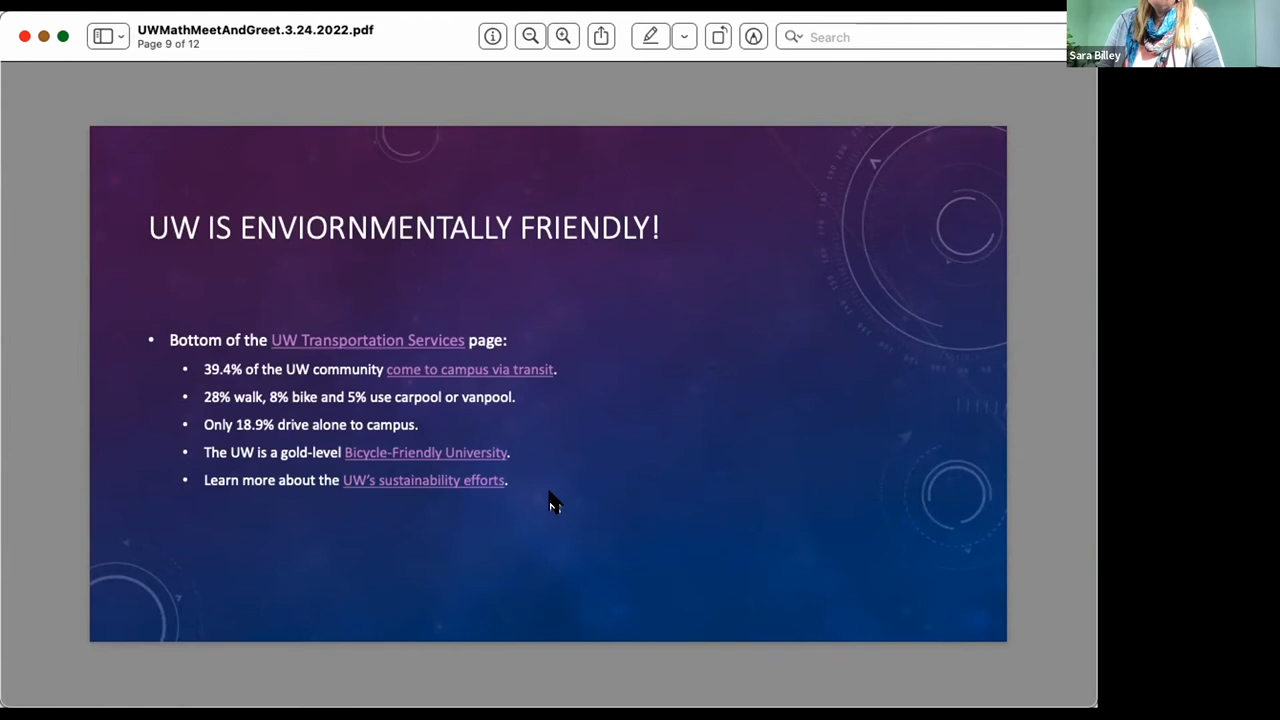 UWMathMeetAndGreet.3.24.2022.pdf
Page 9 of 12
Search
Sara Billey
UW IS ENVIORNMENTALLY FRIENDLY!
• Bottom of the UW Transportation Services page:
• 39.4% of the UW community come to campus via transit.
• 28% walk, 8% bike and 5% use carpool or vanpool.
• Only 18.9% drive alone to campus.
• The UW is a gold-level Bicycle-Friendly University.
• Learn more about the UW’s sustainability efforts.